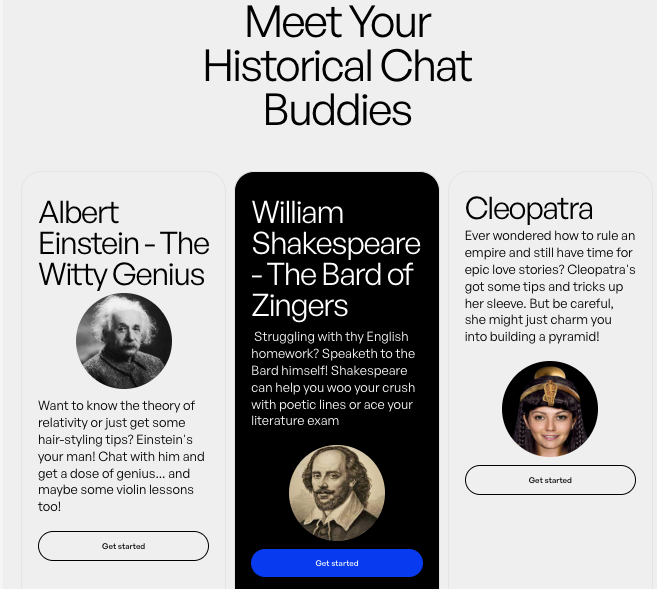 Meet Your
Historical Chat
Buddies
Albert
Einstein - The
Witty Genius
Want to know the theory of
relativity or just get some
hair-styling tips? Einstein's
your man! Chat with him and
get a dose of genius... and
maybe some violin lessons
too!
Get started
William
Shakespeare
- The Bard of
Zingers
Struggling with thy English
homework? Speaketh to the
Bard himself! Shakespeare
can help you woo your crush
with poetic lines or ace your
literature exam
Get started
Cleopatra
Ever wondered how to rule an
empire and still have time for
epic love stories? Cleopatra's
got some tips and tricks up
her sleeve. But be careful,
she might just charm you
into building a pyramid!
Get started